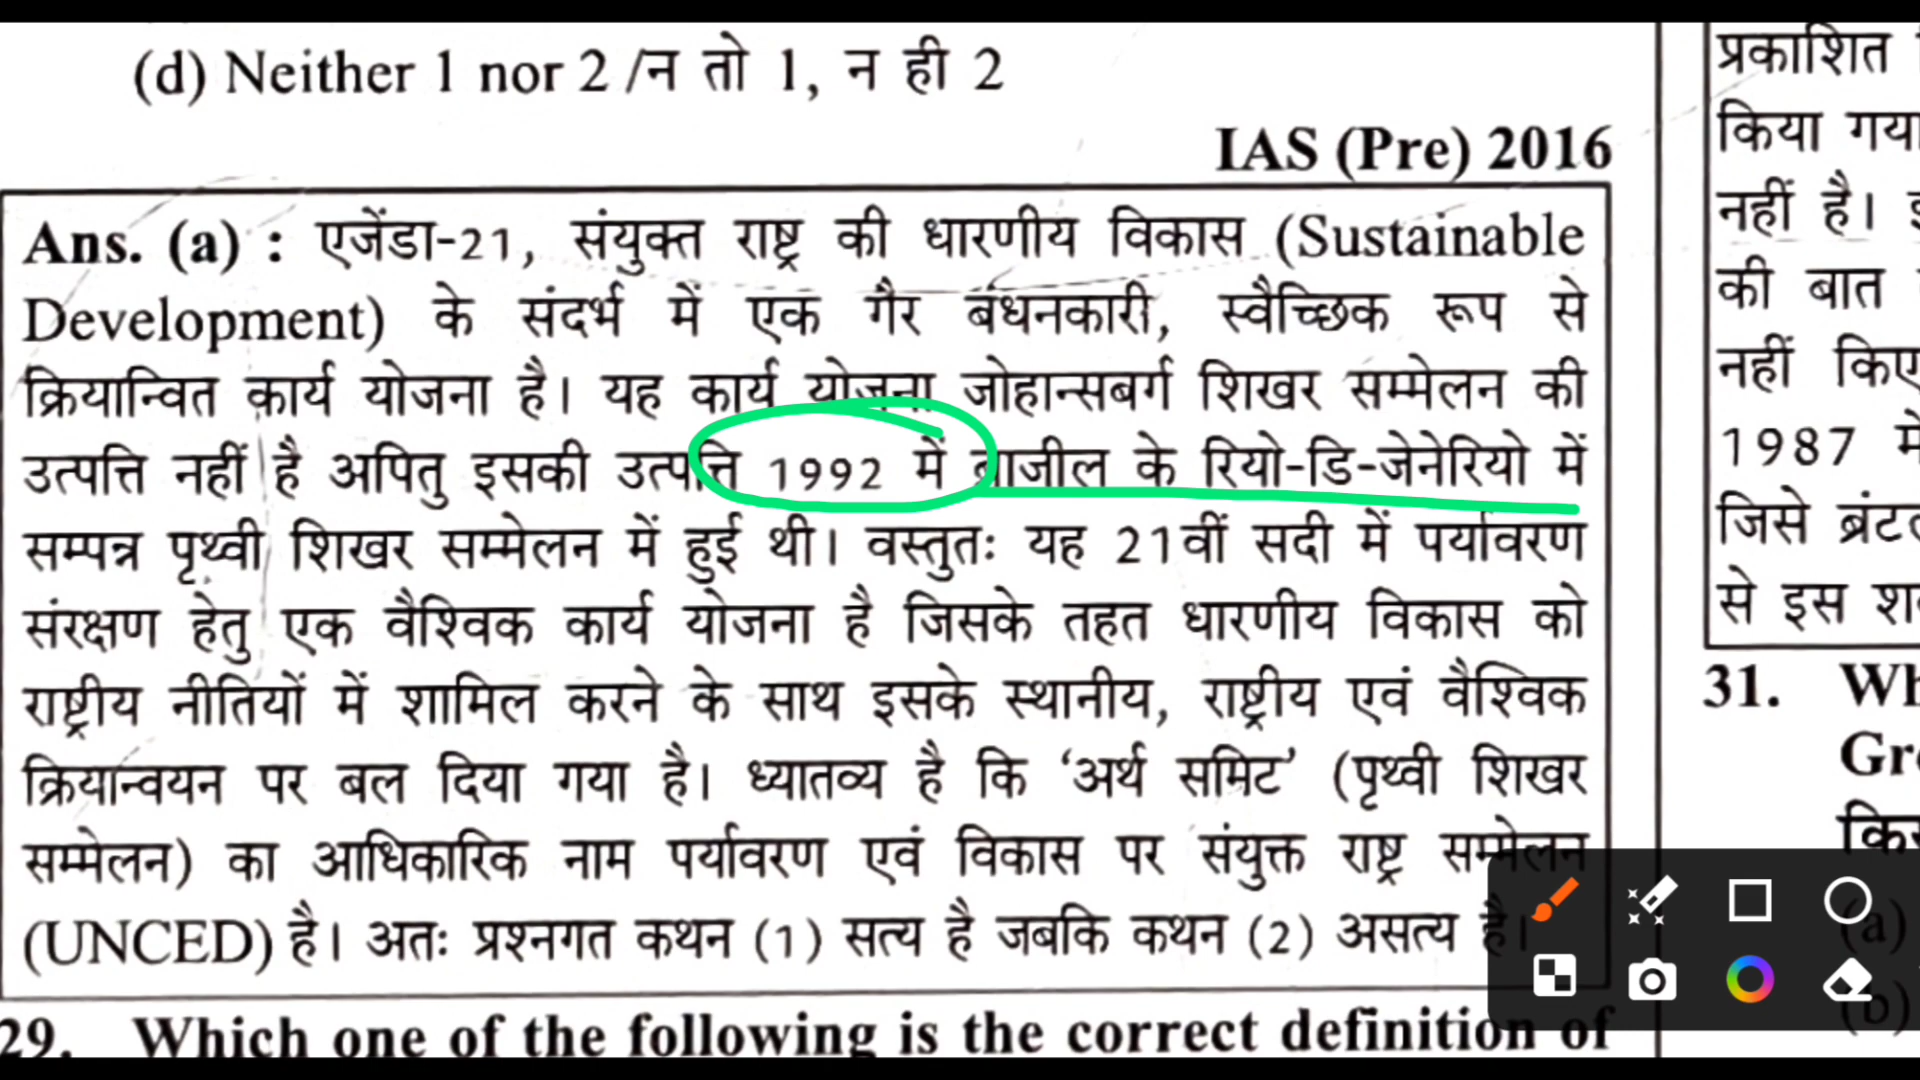 (d) Neither 1 nor 2 /न तो 1, न ही 2
IAS (Pre) 2016
Ans. (a) : एजेंडा-21, संयुक्त राष्ट्र की धारणीय विकास (Sustainable
Development) के संदर्भ में एक गैर बंधनकारी, स्वैच्छिक रूप से
क्रियान्वित कार्य योजना है। यह कार्य योजना जोहान्सबर्ग शिखर सम्मेलन की
उत्पत्ति नहीं है अपितु इसकी उत्पत्ति 1992 में ब्राजील के रियो-डि-जेनेरियो में
सम्पन्न पृथ्वी शिखर सम्मेलन में हुई थी। वस्तुतः यह 21वीं सदी में पर्यावरण
संरक्षण हेतु एक वैश्विक कार्य योजना है जिसके तहत धारणीय विकास को
राष्ट्रीय नीतियों में शामिल करने के साथ इसके स्थानीय, राष्ट्रीय एवं वैश्विक
क्रियान्वयन पर बल दिया गया है। ध्यातव्य है कि ‘अर्थ समिट’ (पृथ्वी शिखर
सम्मेलन) का आधिकारिक नाम पर्यावरण एवं विकास पर संयुक्त राष्ट्र सम्मेलन
(UNCED) है। अतः प्रश्नगत कथन (1) सत्य है जबकि कथन (2) असत्य है।
29. Which one of the following is the correct definition of
प्रकाशित
किया गया
नहीं है।
की बात
नहीं
1987
जिसे
से इस
31.
(a)
(b)